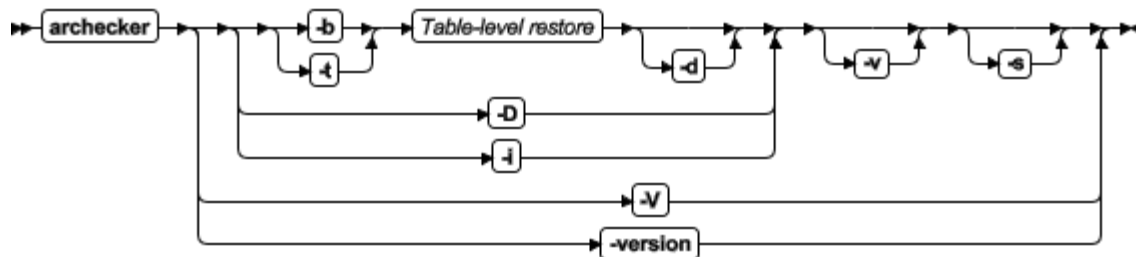 archecker -b Table-level restore
-t -d -v -s
-D
-i
-V
-version